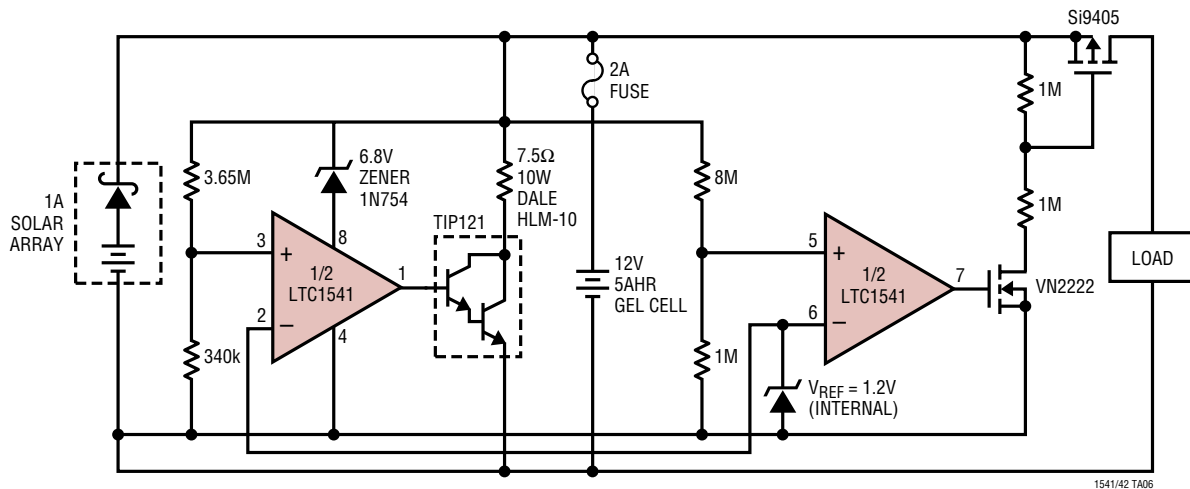 Si9405
2A
FUSE
1M
1A
SOLAR
ARRAY
3.65M
6.8V
ZENER
1N754
7.5Ω
10W
DALE
HLM-10
8M
1M
TIP121
3
+
8
1/2
LTC1541
1
2
–
4
12V
5AHR
GEL CELL
5
+
1/2
LTC1541
7
6
–
VN2222
LOAD
340k
1M
VREF = 1.2V
(INTERNAL)
1541/42 TA06